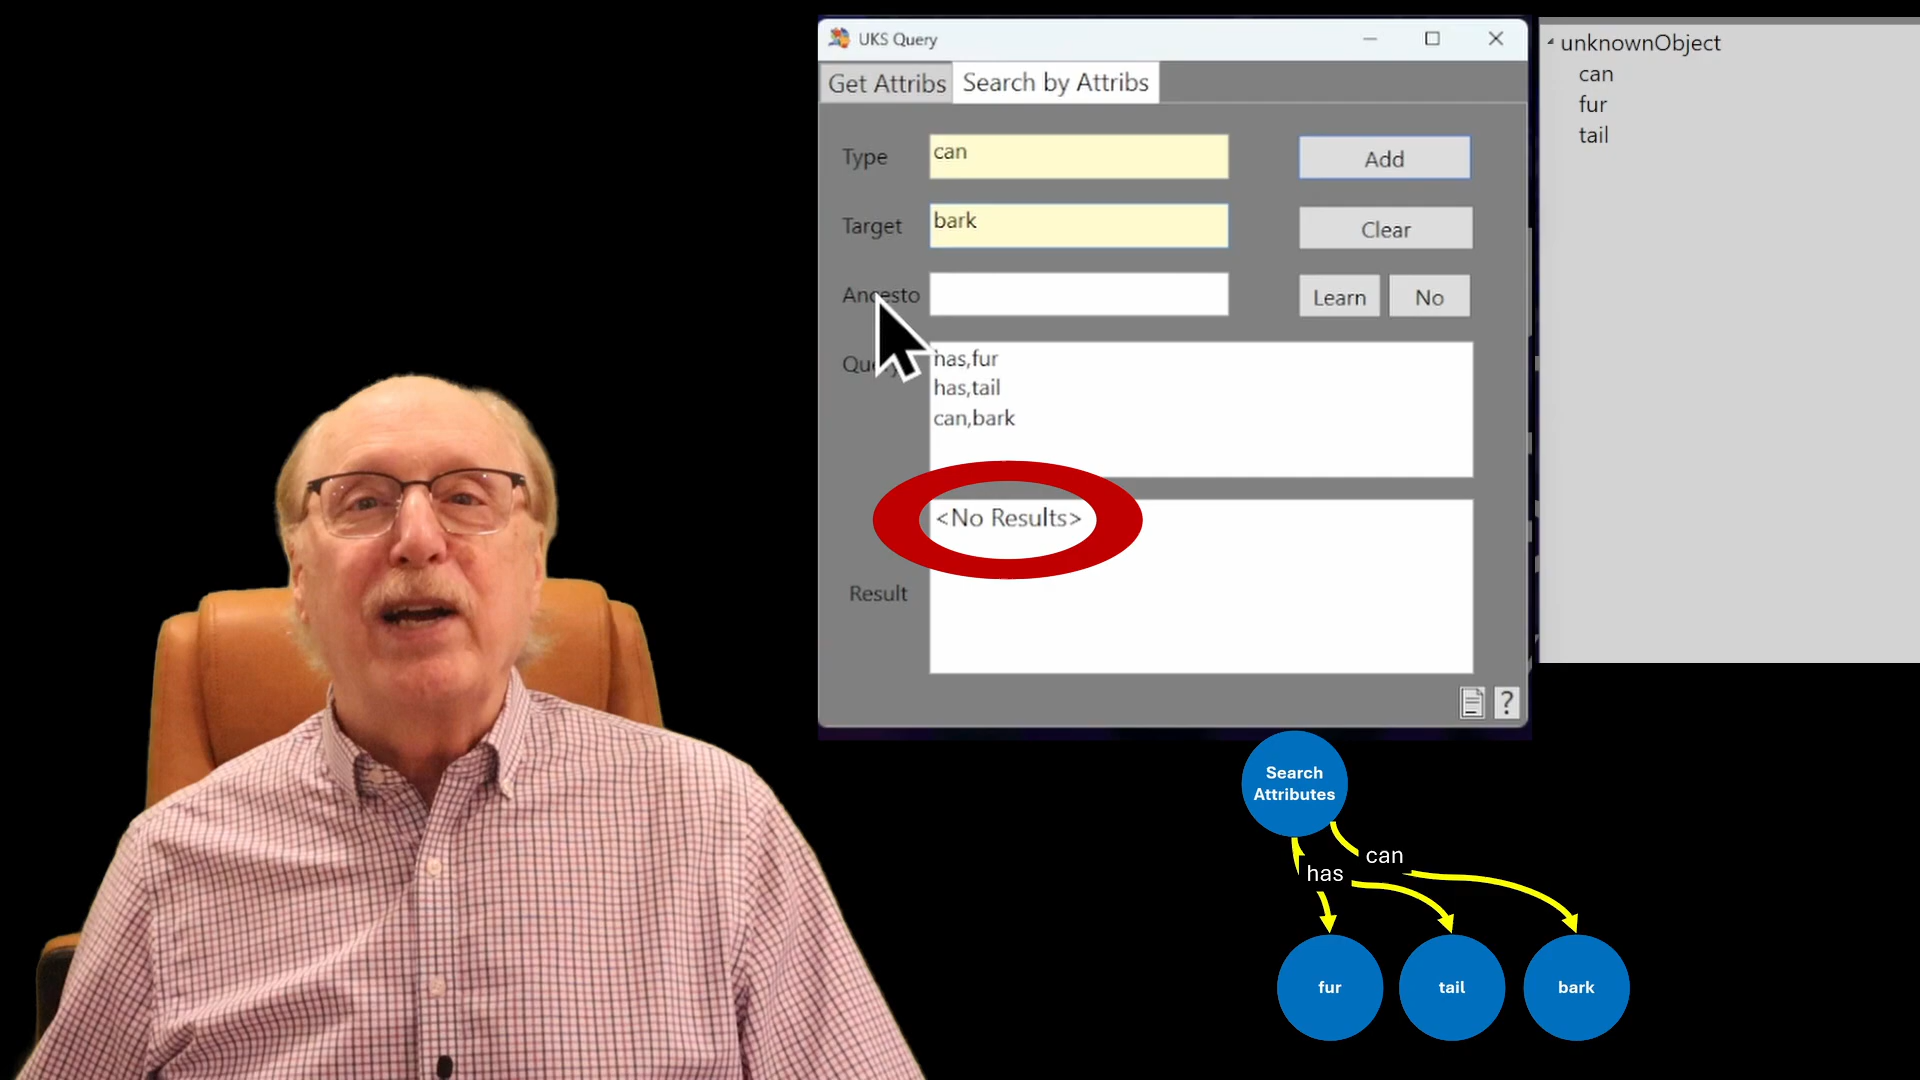 UKS Query
Get Attribs
Search by Attribs
Type
can
Add
Target
bark
Clear
Ancesto
Learn
No
has,fur
has,tail
can,bark
<No Results>
Result
?
unknownObject
can
fur
tail
Search
Attributes
has
can
fur
tail
bark